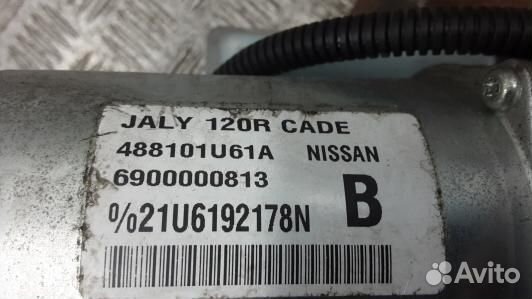 JALY 120R CADE
488101U61A NISSAN
6900000813
%21U6192178N B
Avito